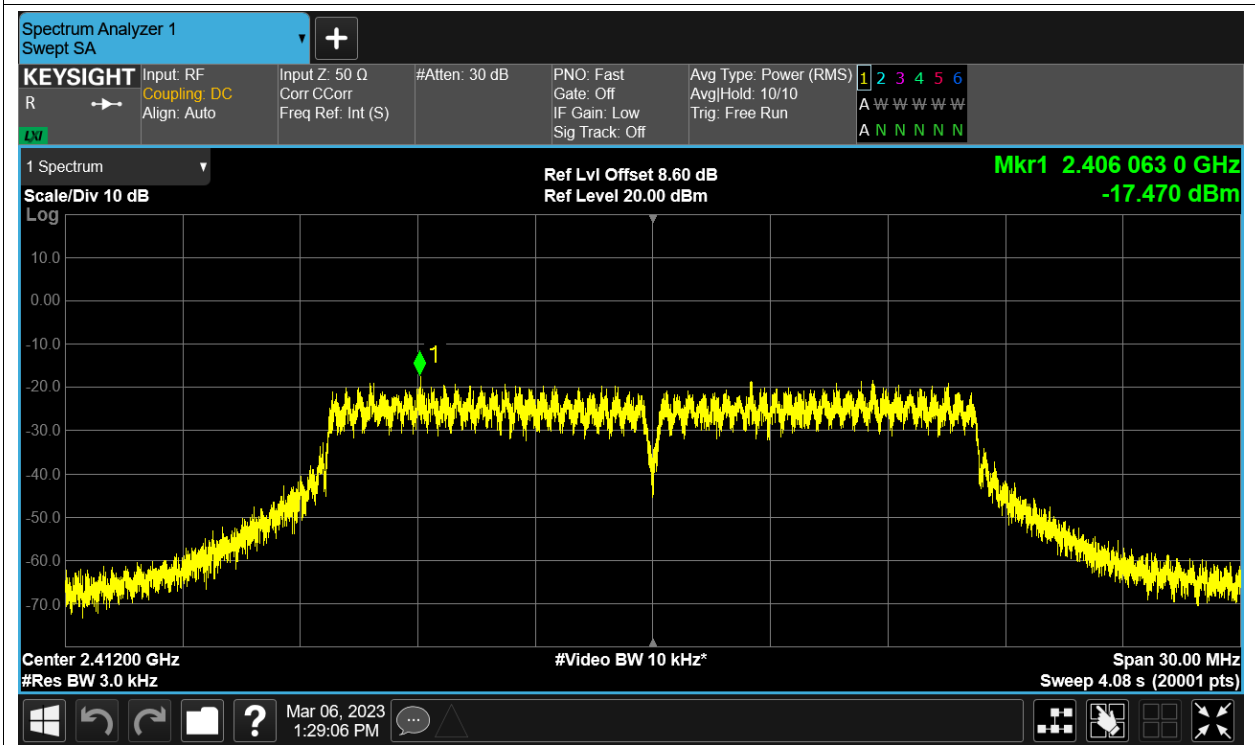 Spectrum Analyzer 1
Swept SA
+
KEYSIGHT
R
LXI
Input: RF
Coupling: DC
Align: Auto
Input Z: 50 Ω
Corr CCorr
Freq Ref: Int (S)
#Atten: 30 dB
PNO: Fast
Gate: Off
IF Gain: Low
Sig Track: Off
Avg Type: Power (RMS)
Avg|Hold: 10/10
Trig: Free Run
1 2 3 4 5 6
A W W W W W
A N N N N N
1 Spectrum
Scale/Div 10 dB
Log
Ref Lvl Offset 8.60 dB
Ref Level 20.00 dBm
Mkr1 2.406 063 0 GHz
-17.470 dBm
10.0
0.00
-10.0
1
-20.0
-30.0
-40.0
-50.0
-60.0
-70.0
Center 2.41200 GHz
#Video BW 10 kHz*
Span 30.00 MHz
#Res BW 3.0 kHz
Sweep 4.08 s (20001 pts)
?
Mar 06, 2023
1:29:06 PM